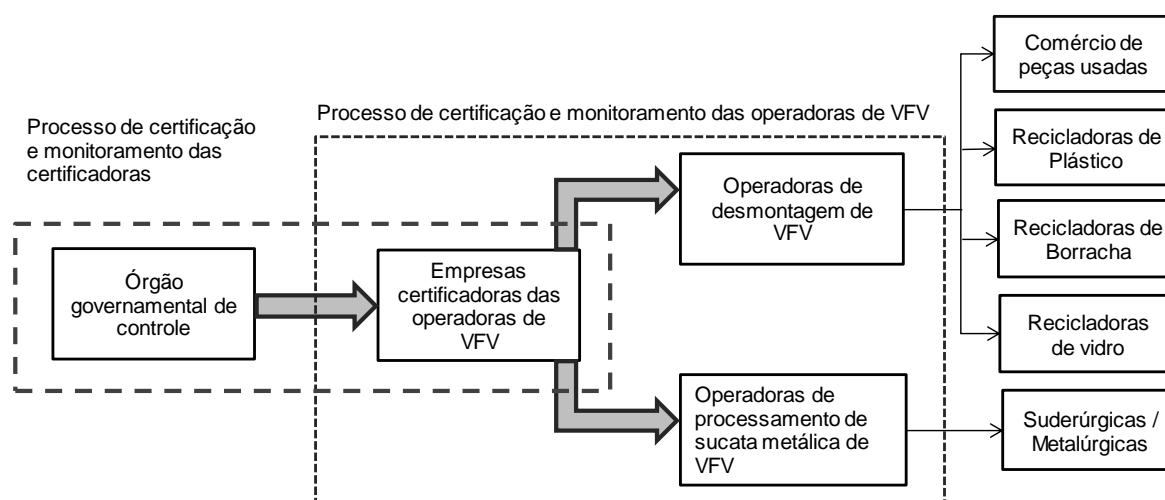 Processo de certificação
e monitoramento das
certificadoras
Processo de certificação e monitoramento das operadoras de VFV
Órgão
governamental de
controle
Empresas
certificadoras das
operadoras de
VFV
Operadoras de
desmontagem de
VFV
Operadoras de
processamento de
sucata metálica de
VFV
Comércio de
peças usadas
Recicladoras de
Plástico
Recicladoras de
Borracha
Recicladoras
de vidro
Suderúrgicas /
Metalúrgicas